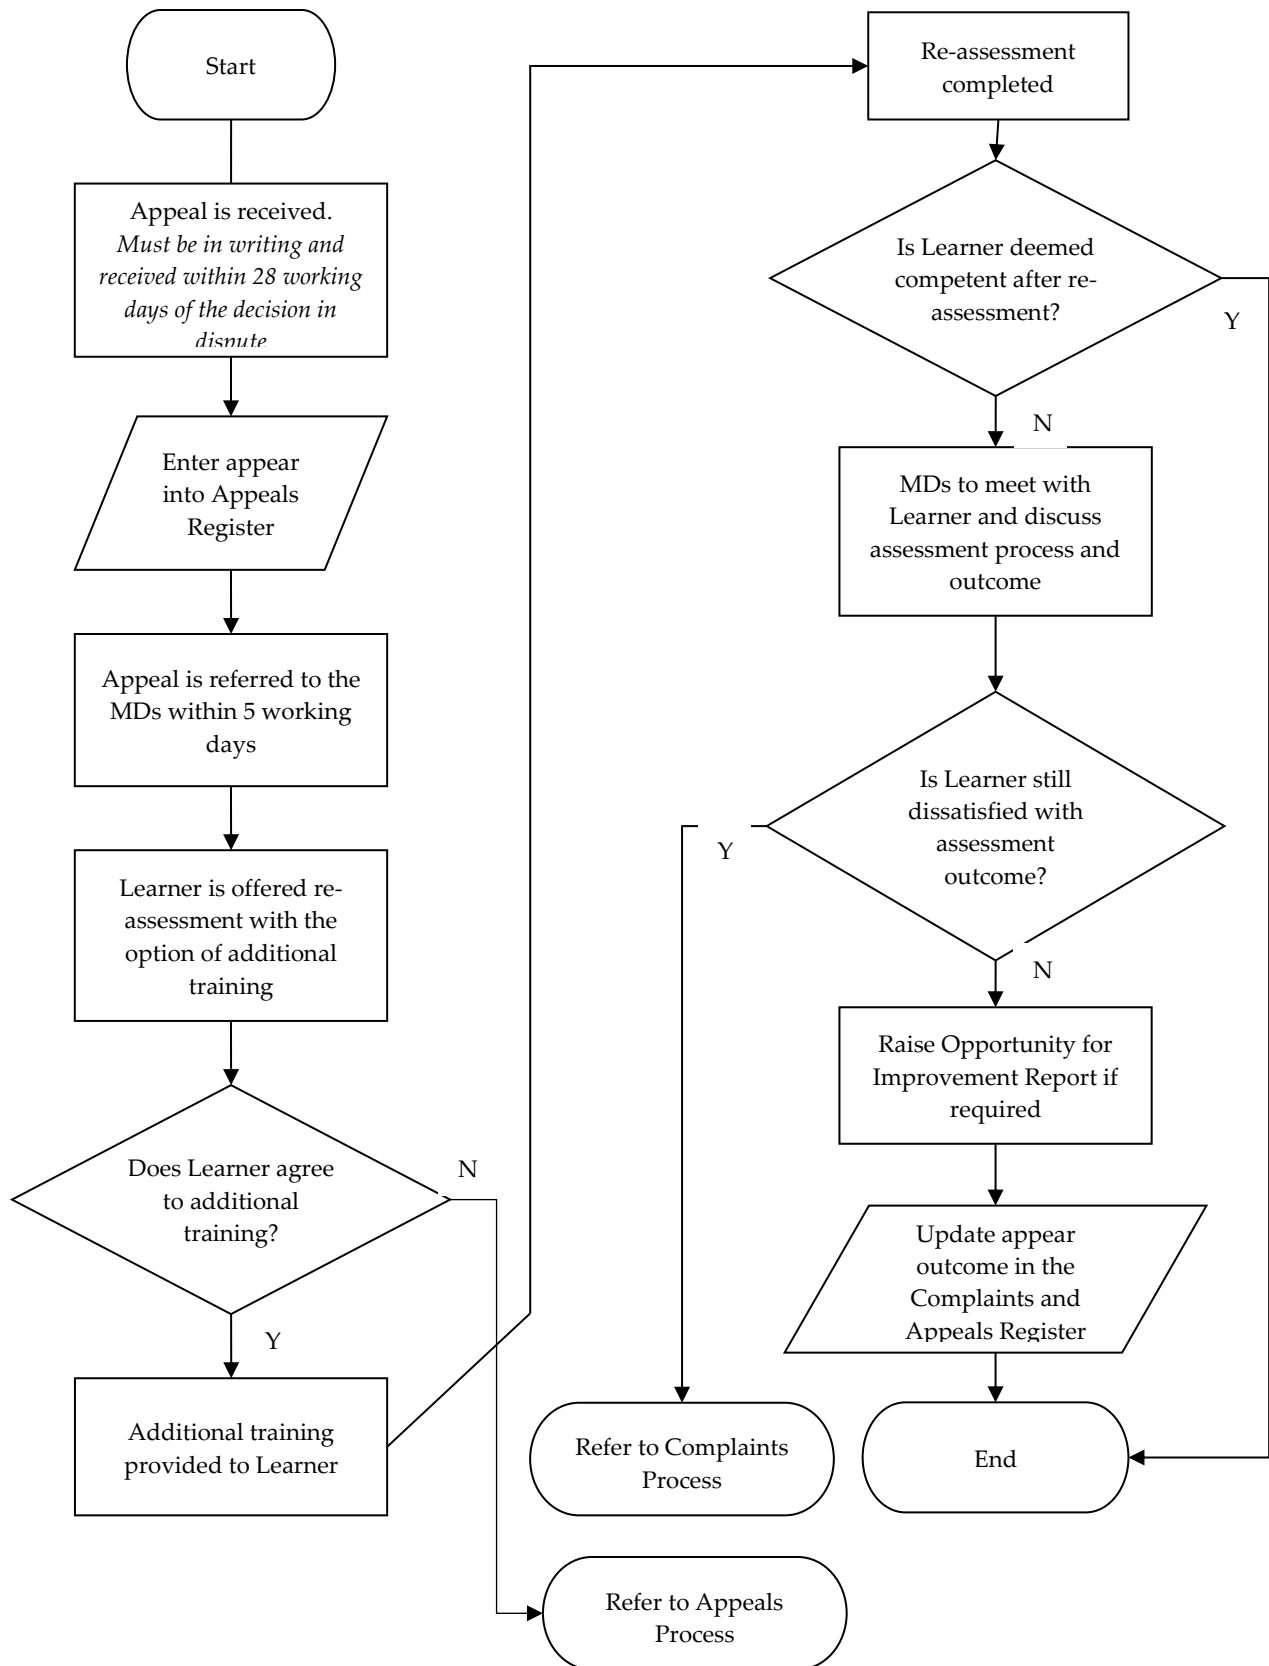 Start
Appeal is received.
Must be in writing and
received within 28 working
days of the decision in
dispute
Enter appear
into Appeals
Register
Appeal is referred to the
MDs within 5 working
days
Learner is offered re-
assessment with the
option of additional
training
Does Learner agree
to additional
training?
N
Y
Additional training
provided to Learner
Re-assessment
completed
Is Learner deemed
competent after re-
assessment?
Y
N
MDs to meet with
Learner and discuss
assessment process and
outcome
Is Learner still
dissatisfied with
assessment
outcome?
Y
N
Raise Opportunity for
Improvement Report if
required
Update appear
outcome in the
Complaints and
Appeals Register
Refer to Complaints
Process
End
Refer to Appeals
Process